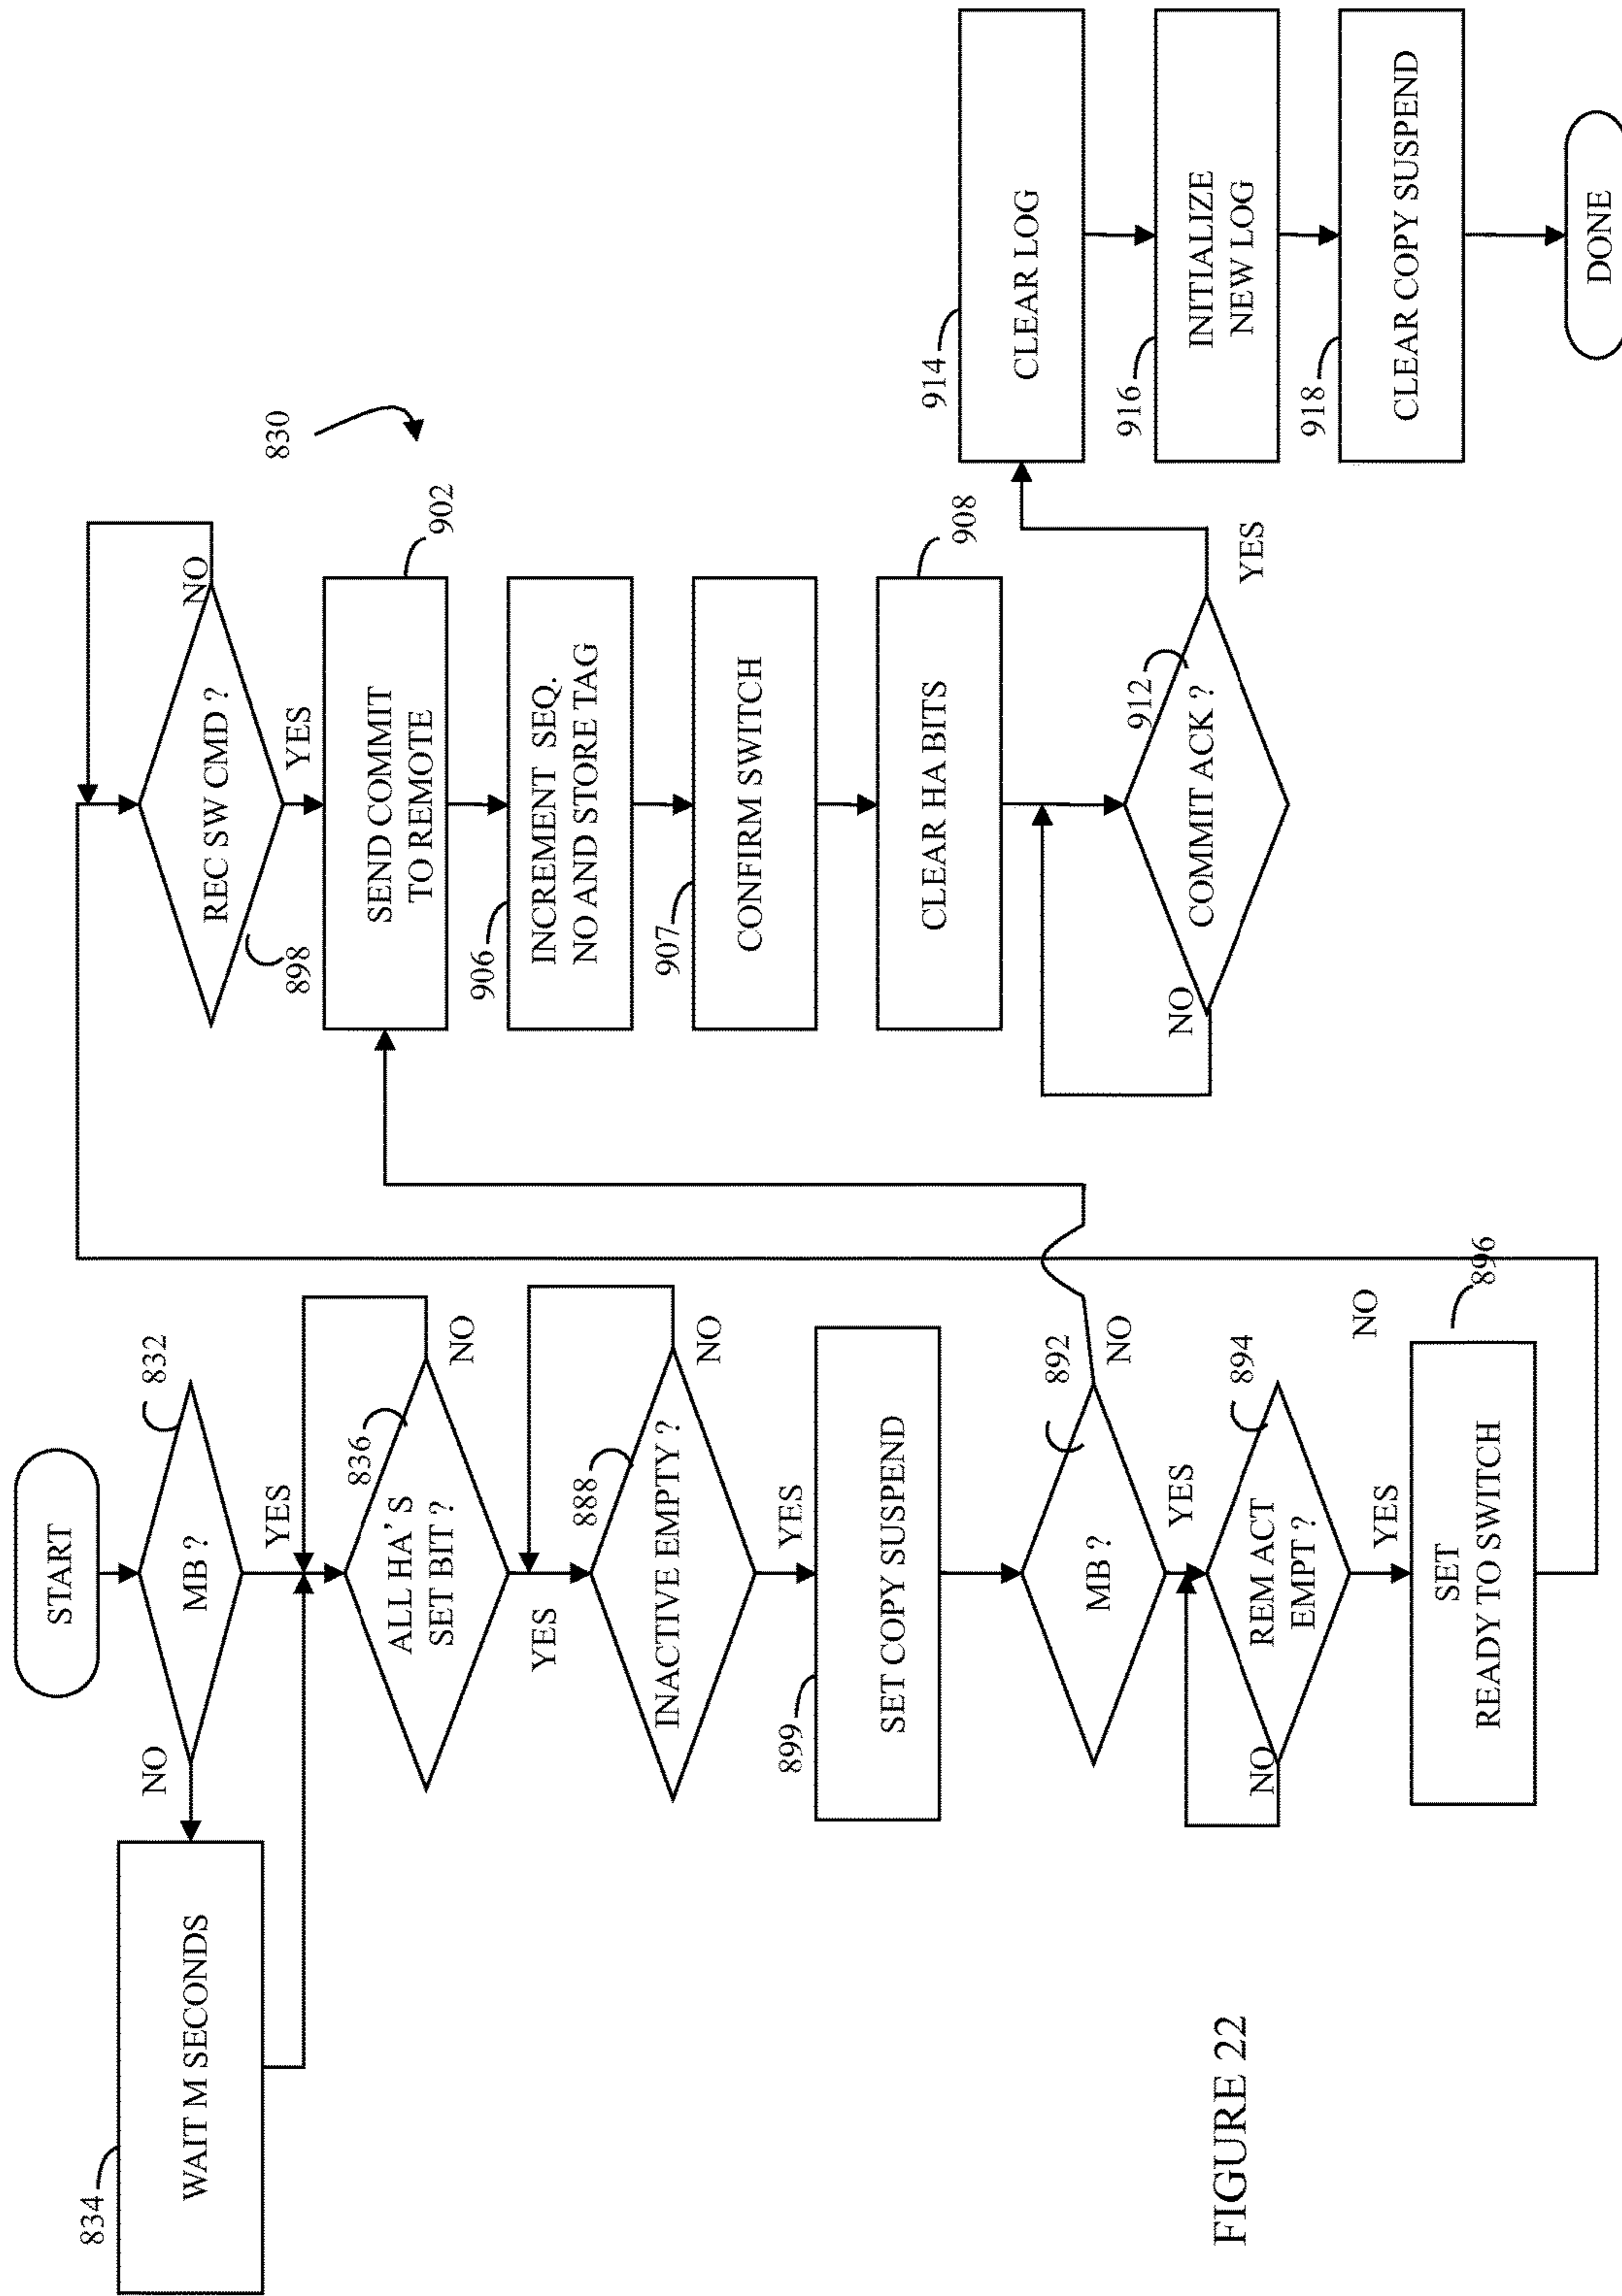 START
832
MB ?
NO
YES
834
WAIT M SECONDS
836
ALL HA'S
SET BIT ?
NO
YES
888
INACTIVE EMPTY ?
NO
YES
899
SET COPY SUSPEND
892
MB ?
NO
YES
894
REM ACT
EMPT ?
NO
NO
YES
896
SET
READY TO SWITCH
REC SW CMD ?
NO
898
YES
830
902
SEND COMMIT
TO REMOTE
906
INCREMENT SEQ.
NO AND STORE TAG
907
CONFIRM SWITCH
908
CLEAR HA BITS
912
COMMIT ACK ?
NO
YES
914
CLEAR LOG
916
INITIALIZE
NEW LOG
918
CLEAR COPY SUSPEND
DONE
FIGURE 22